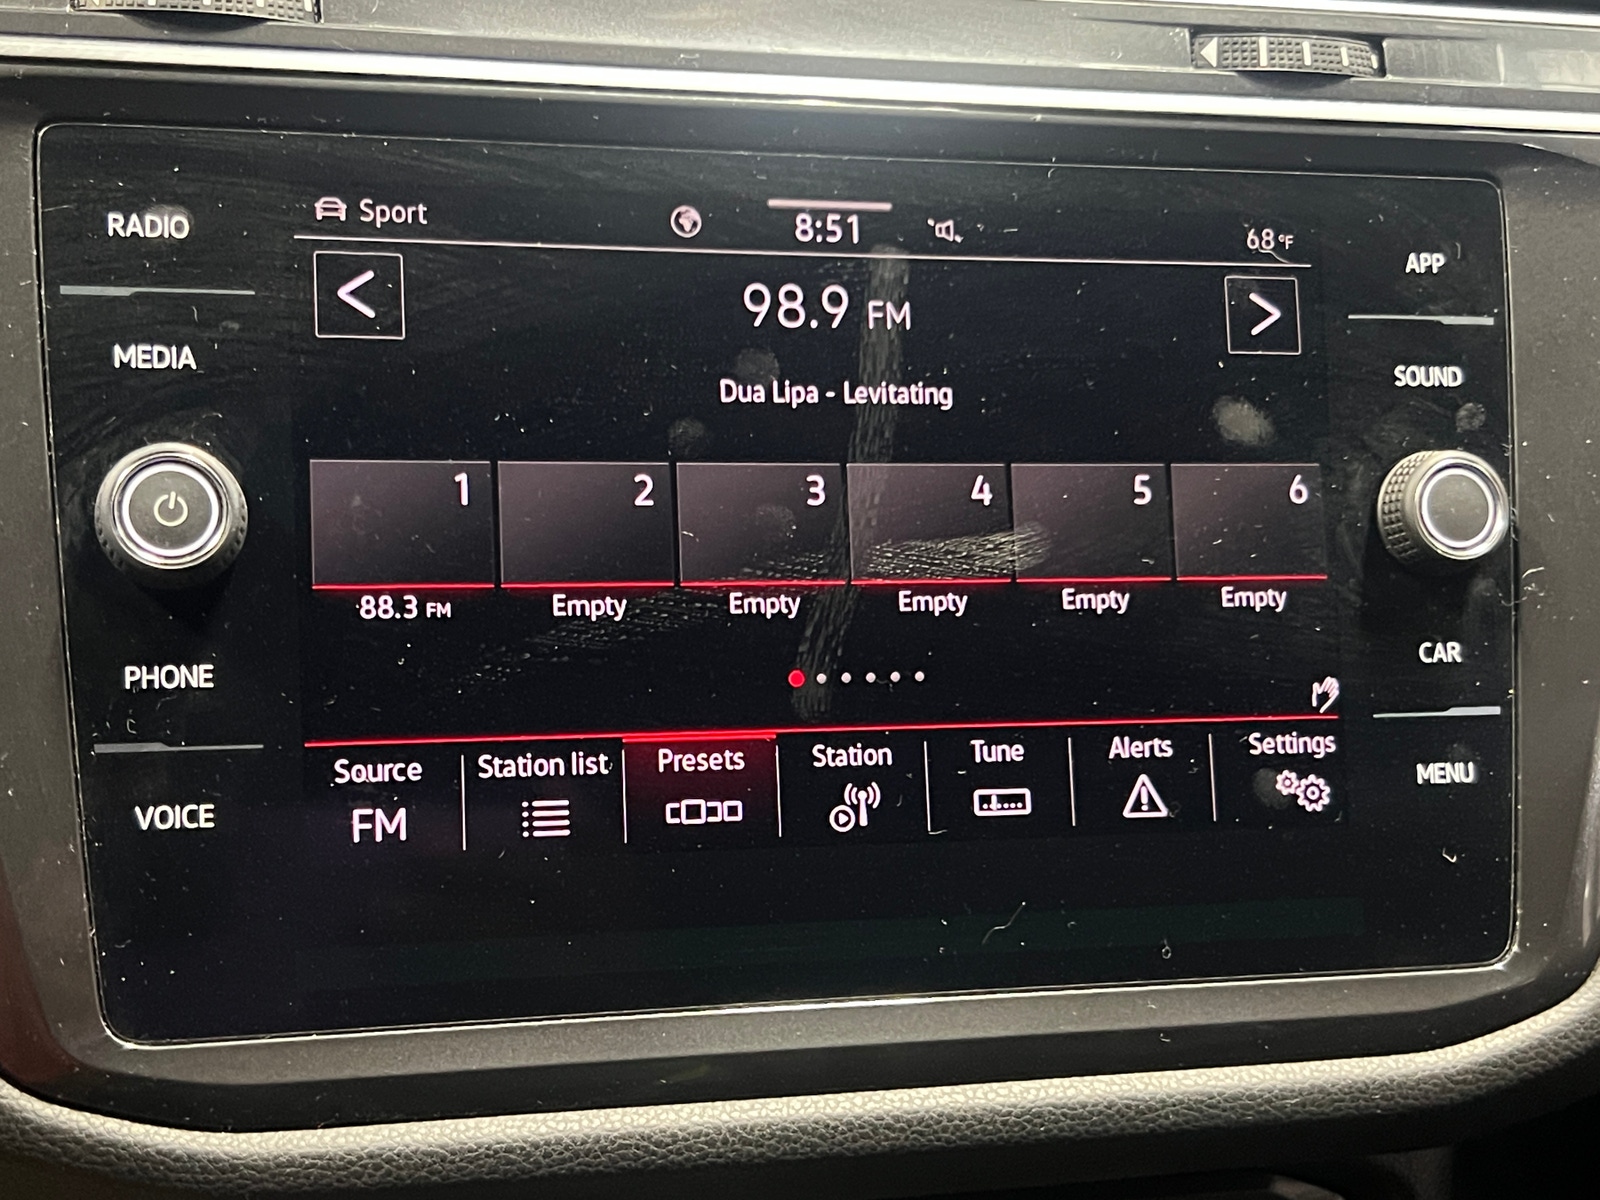 RADIO
MEDIA
PHONE
VOICE
Sport
8:51
68°F
98.9 FM
Dua Lipa - Levitating
1 2 3 4 5 6
88.3 FM Empty Empty Empty Empty Empty
Source Station list Presets Station Tune Alerts Settings
FM
APP
SOUND
CAR
MENU